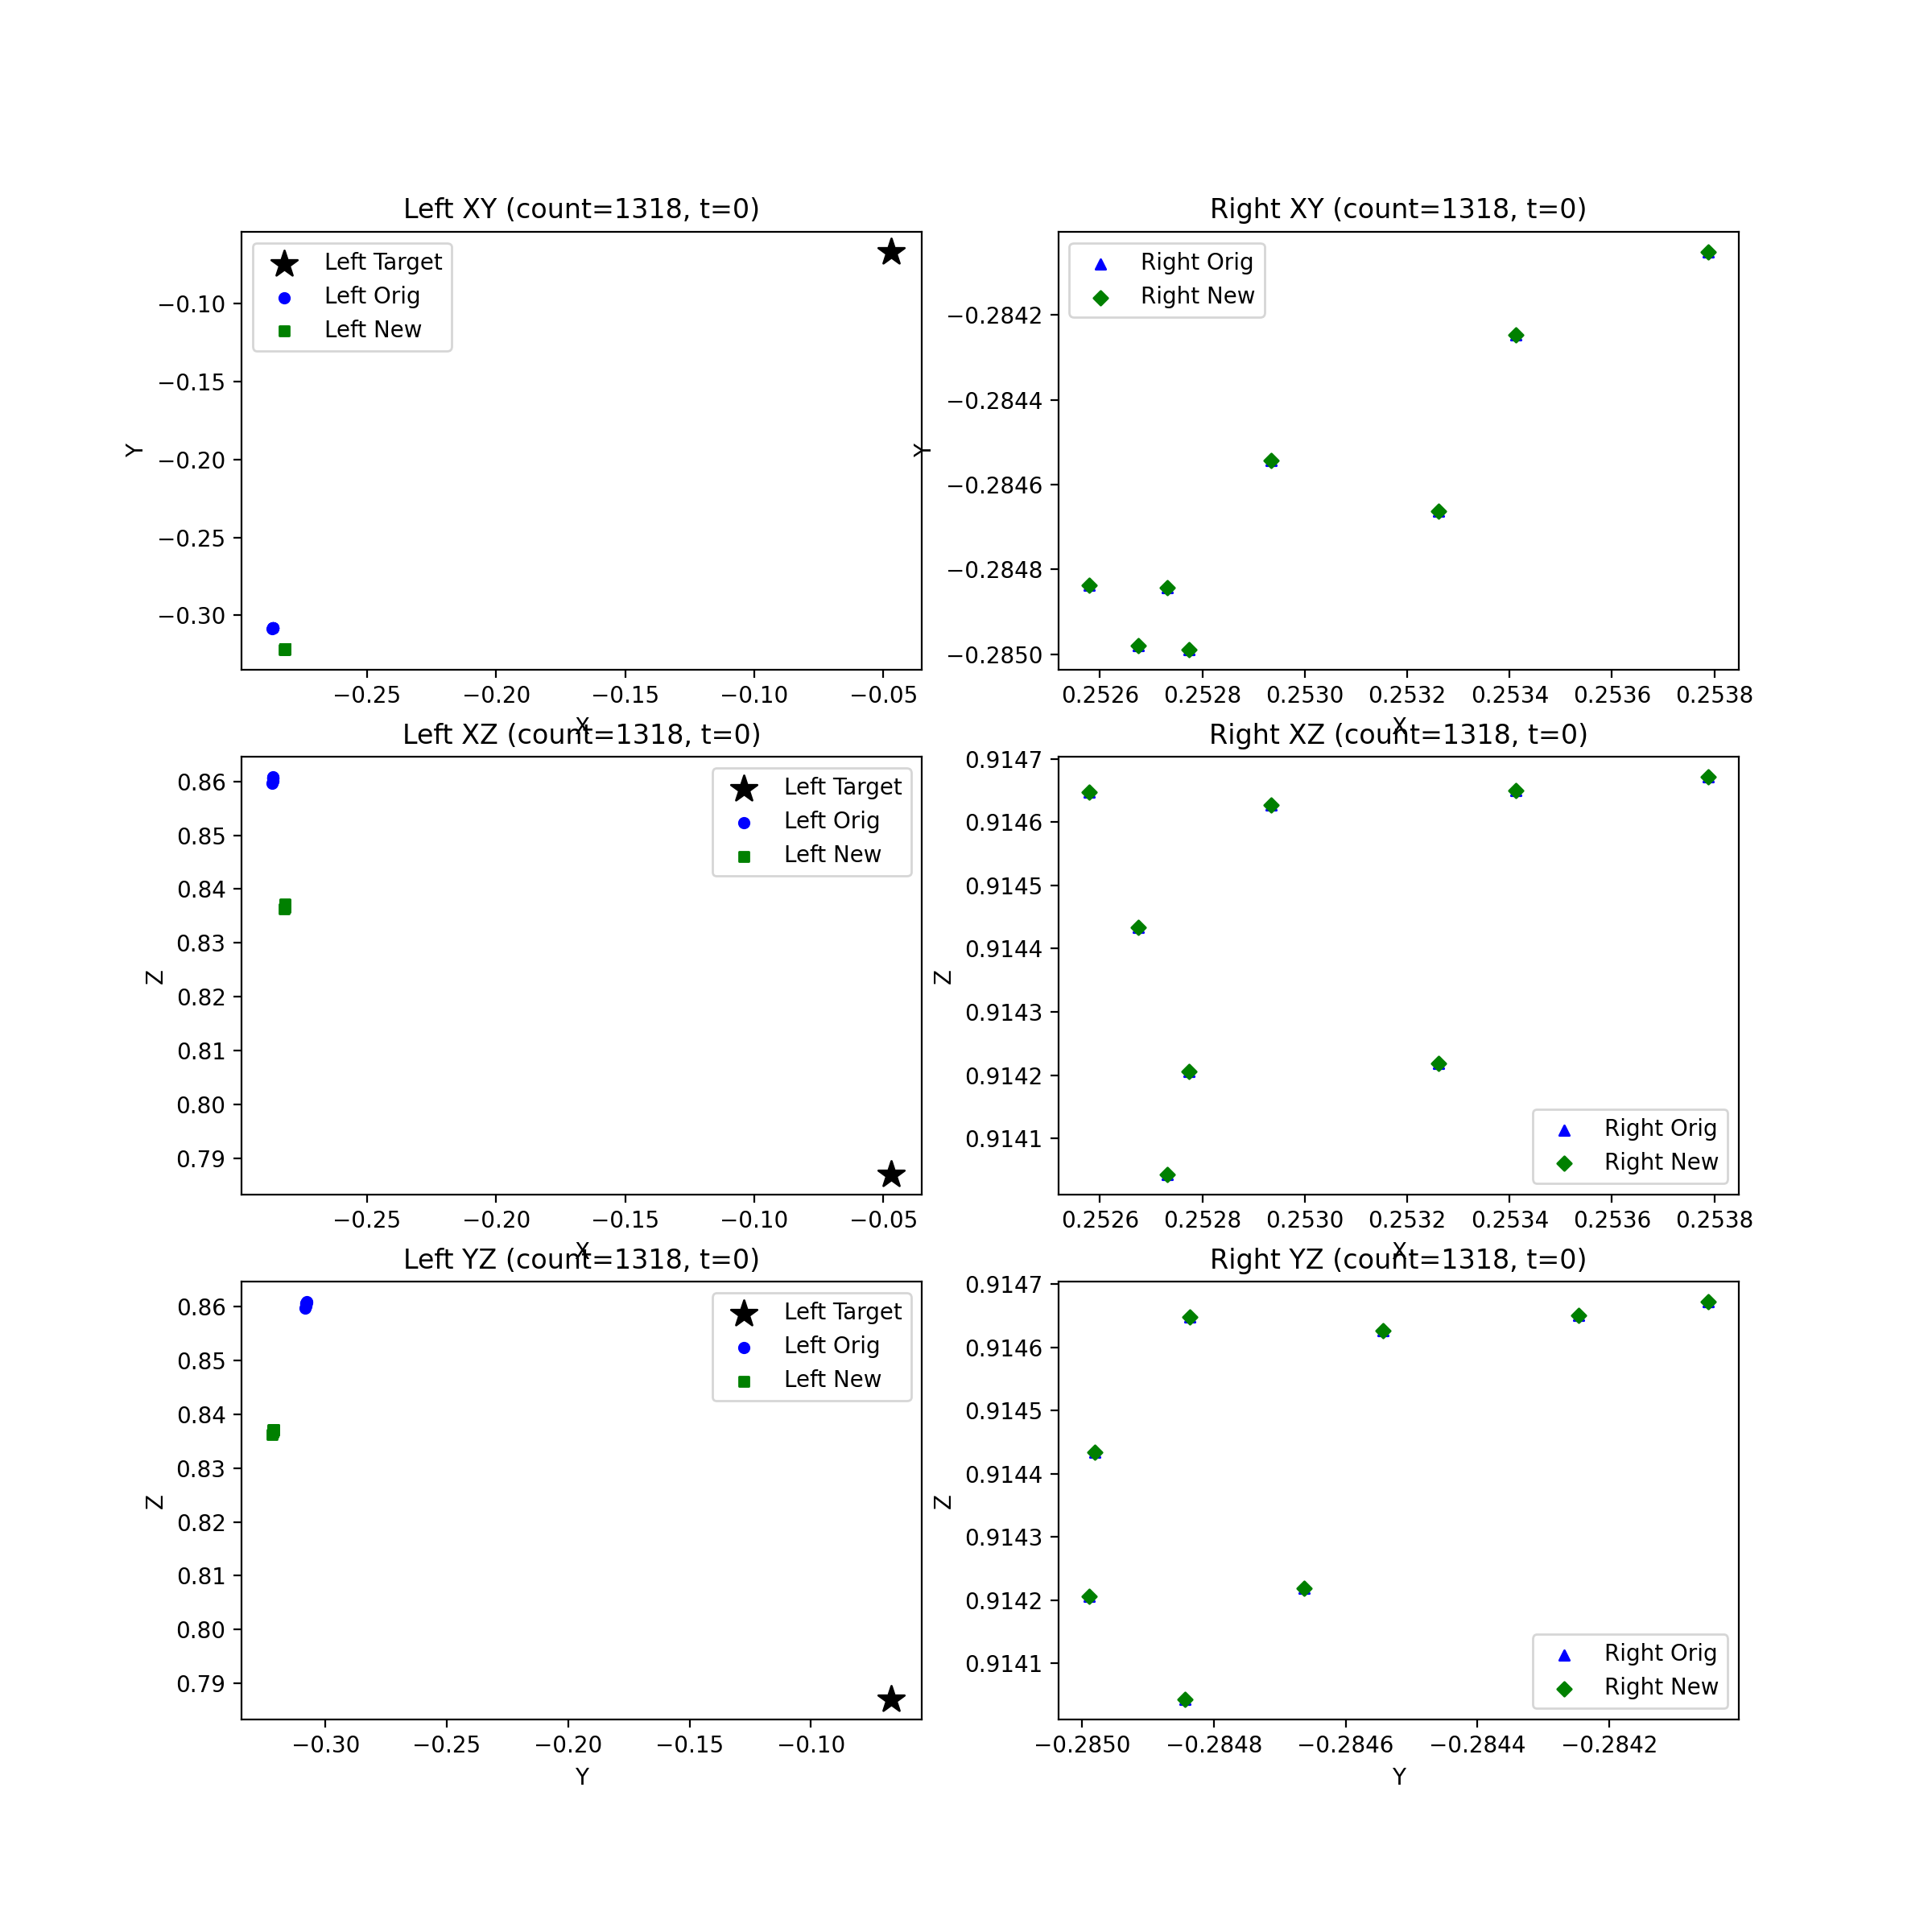 Left XY (count=1318, t=0)
Left Target
Left Orig
Left New
−0.10
−0.15
−0.20
−0.25
−0.30
Y
−0.25
−0.20
−0.15
−0.10
−0.05
X
Right XY (count=1318, t=0)
Right Orig
Right New
−0.2842
−0.2844
−0.2846
−0.2848
−0.2850
Y
0.2526
0.2528
0.2530
0.2532
0.2534
0.2536
0.2538
X
Left XZ (count=1318, t=0)
Left Target
Left Orig
Left New
0.86
0.85
0.84
0.83
0.82
0.81
0.80
0.79
Z
−0.25
−0.20
−0.15
−0.10
−0.05
X
Right XZ (count=1318, t=0)
0.9147
0.9146
0.9145
0.9144
0.9143
0.9142
0.9141
Z
Right Orig
Right New
0.2526
0.2528
0.2530
0.2532
0.2534
0.2536
0.2538
X
Left YZ (count=1318, t=0)
Left Target
Left Orig
Left New
0.86
0.85
0.84
0.83
0.82
0.81
0.80
0.79
Z
−0.30
−0.25
−0.20
−0.15
−0.10
Y
Right YZ (count=1318, t=0)
0.9147
0.9146
0.9145
0.9144
0.9143
0.9142
0.9141
Z
Right Orig
Right New
−0.2850
−0.2848
−0.2846
−0.2844
−0.2842
Y